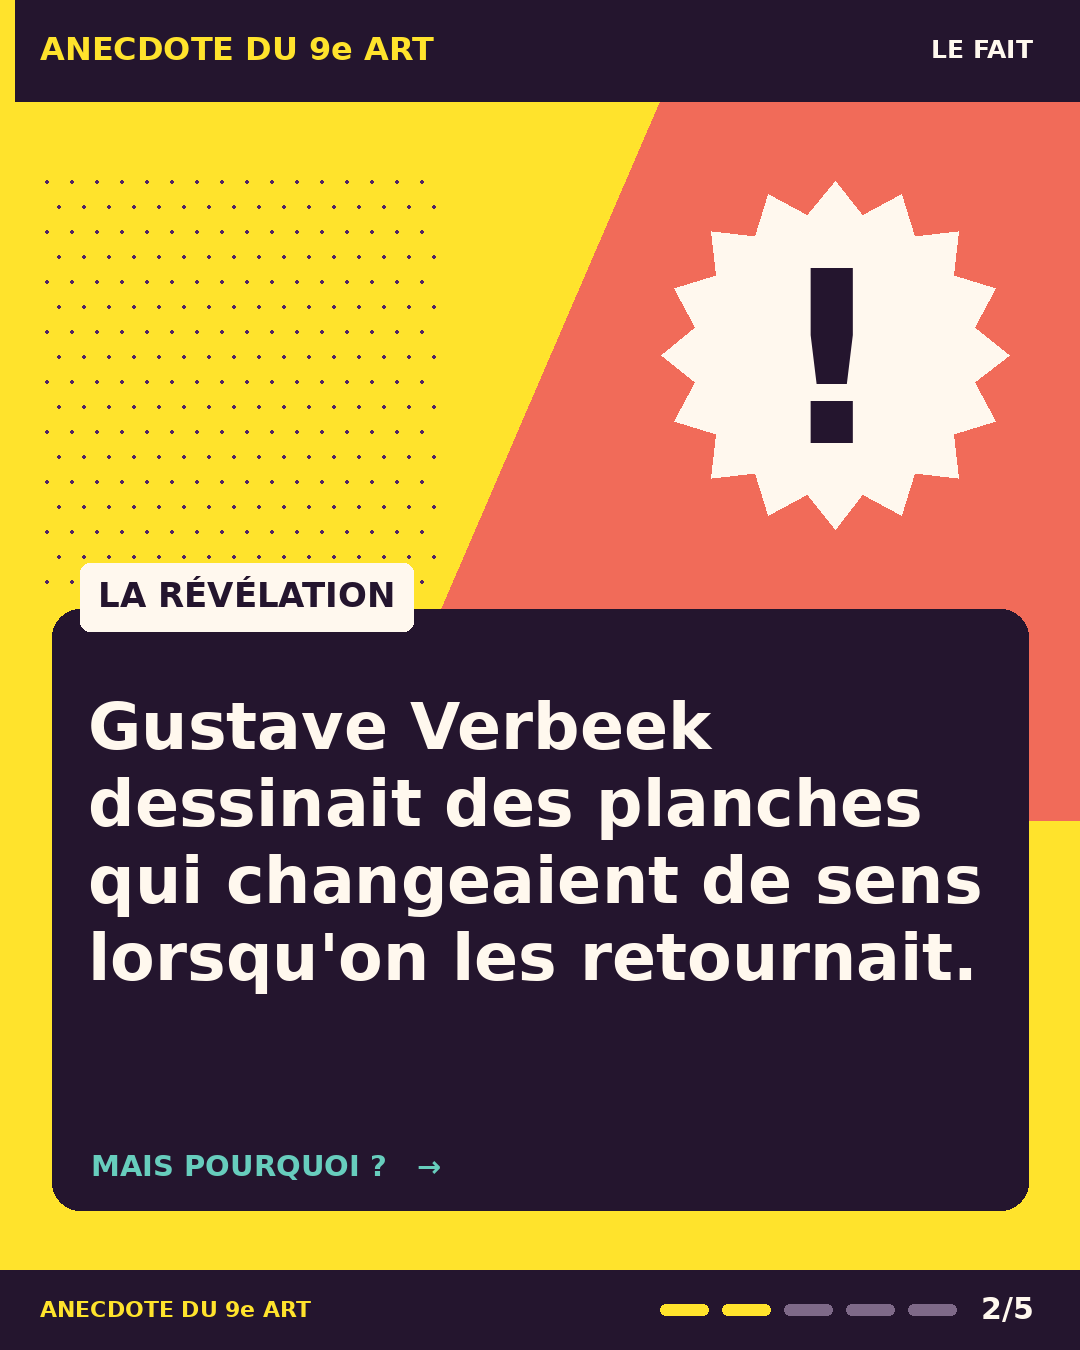 ANECDOTE DU 9e ART
LE FAIT
!
LA RÉVÉLATION
Gustave Verbeek
dessinait des planches
qui changeaient de sens
lorsqu'on les retournait.
MAIS POURQUOI ? →
ANECDOTE DU 9e ART
2/5